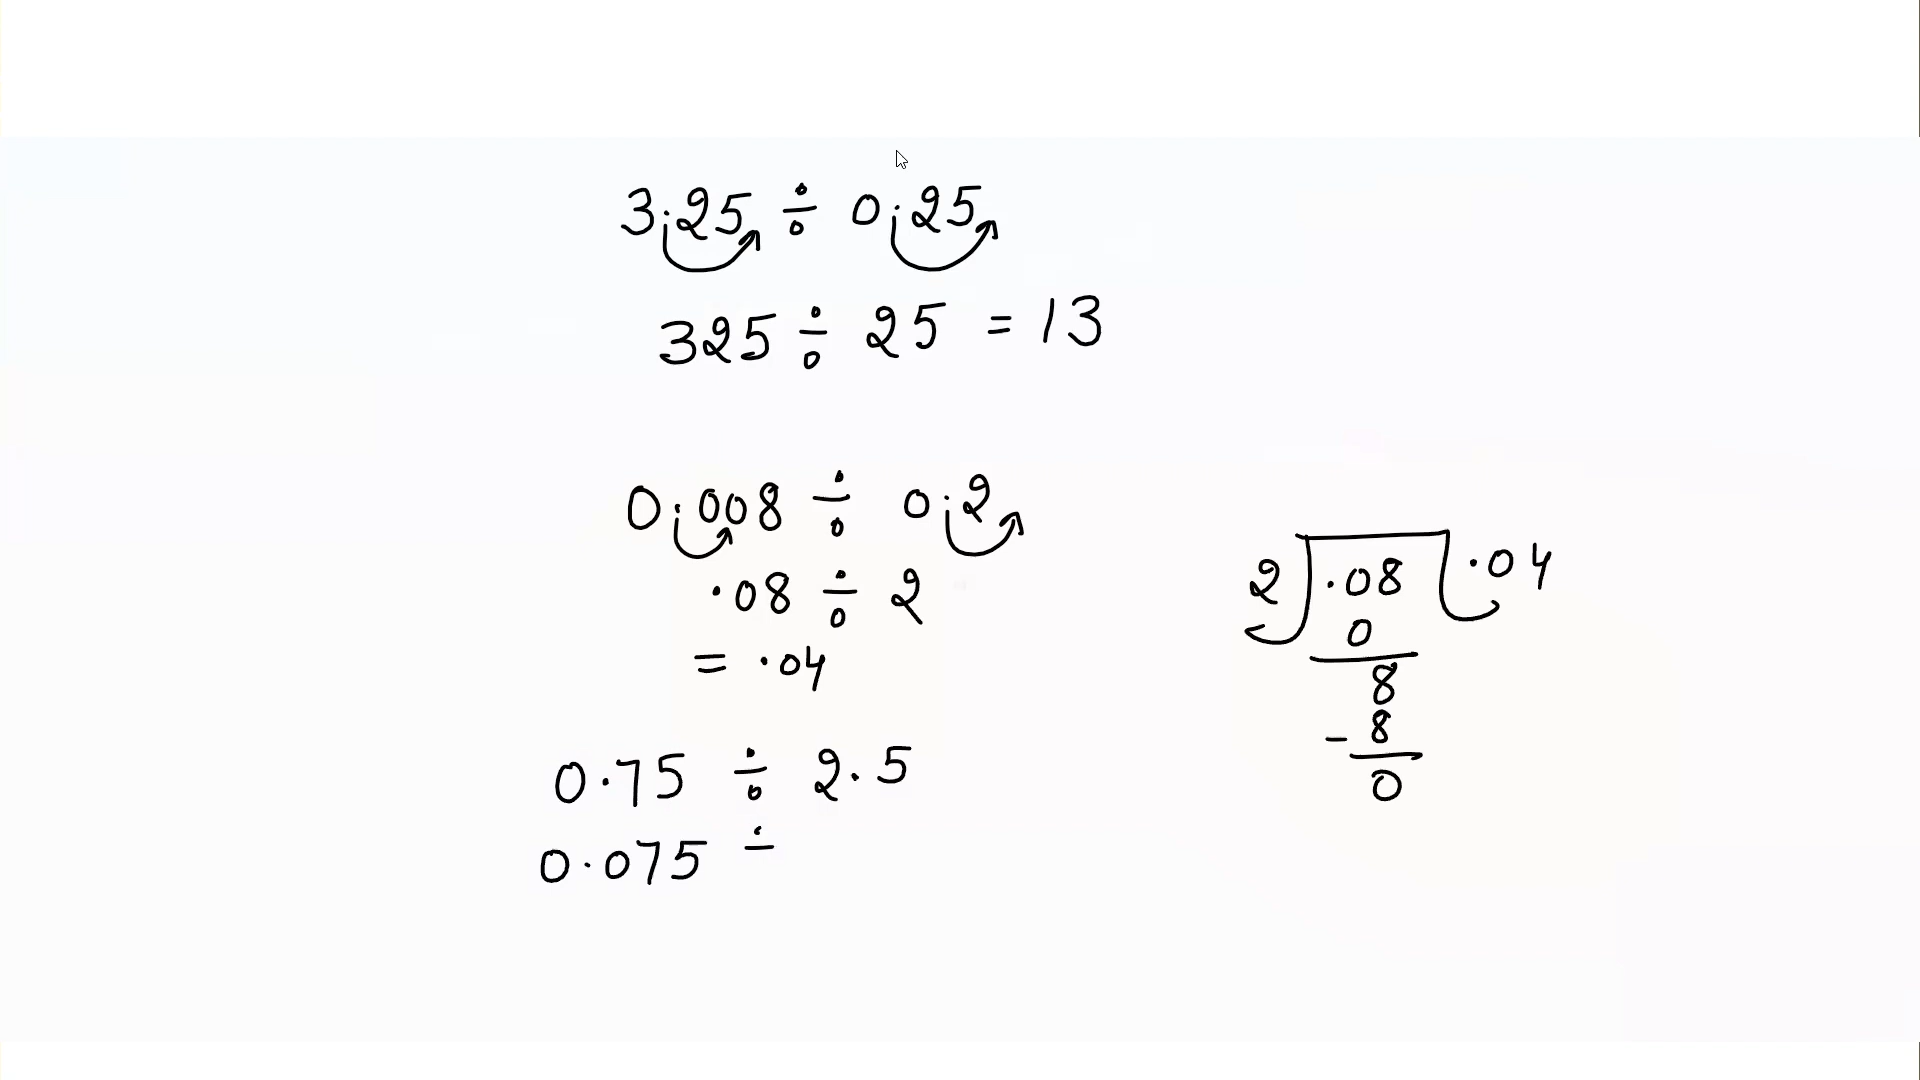 3.25 ÷ 0.25
325 ÷ 25 = 13
0.008 ÷ 0.2
.08 ÷ 2
= .04
0.75 ÷ 2.5
0.075 ÷
2 .08 .04
0
8
- 8
0